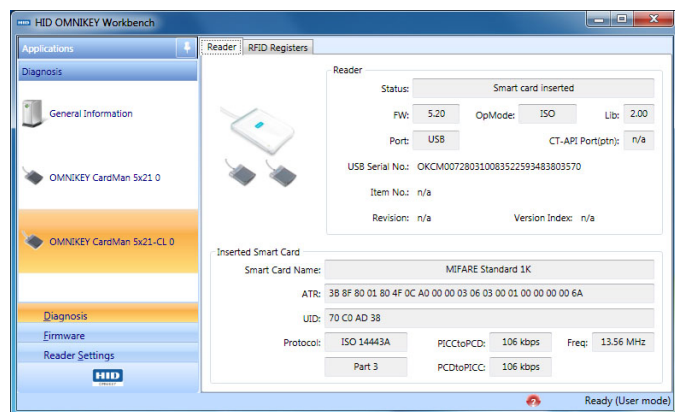 HID OMNIKEY Workbench
Applications
Diagnosis
General Information
OMNIKEY CardMan 5x21 0
OMNIKEY CardMan 5x21-CL 0
Diagnosis
Firmware
Reader Settings
HID
Reader RFID Registers
Reader
Status: Smart card inserted
FW: 5.20 OpMode: ISO Lib: 2.00
Port: USB CT-API Port(ptn): n/a
USB Serial No.: OKCM007280310083522593483803570
Item No.: n/a
Revision: n/a Version Index: n/a
Inserted Smart Card
Smart Card Name: MIFARE Standard 1K
ATR: 3B 8F 80 01 80 4F 0C A0 00 00 03 06 03 00 01 00 00 00 00 6A
UID: 70 C0 AD 38
Protocol: ISO 14443A PICCtoPCD: 106 kbps Freq: 13.56 MHz
Part 3 PCDtoPICC: 106 kbps
Ready (User mode)